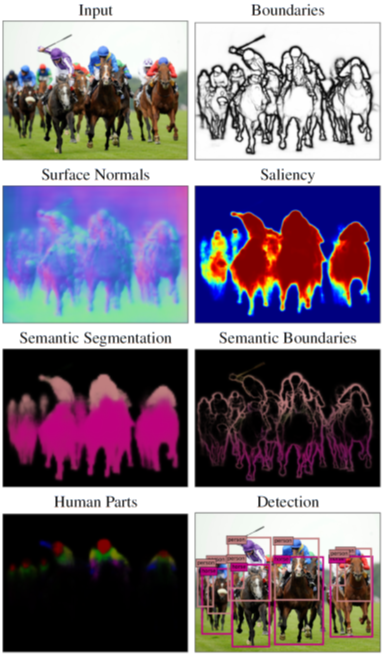 Input
Boundaries
Surface Normals
Saliency
Semantic Segmentation
Semantic Boundaries
Human Parts
Detection